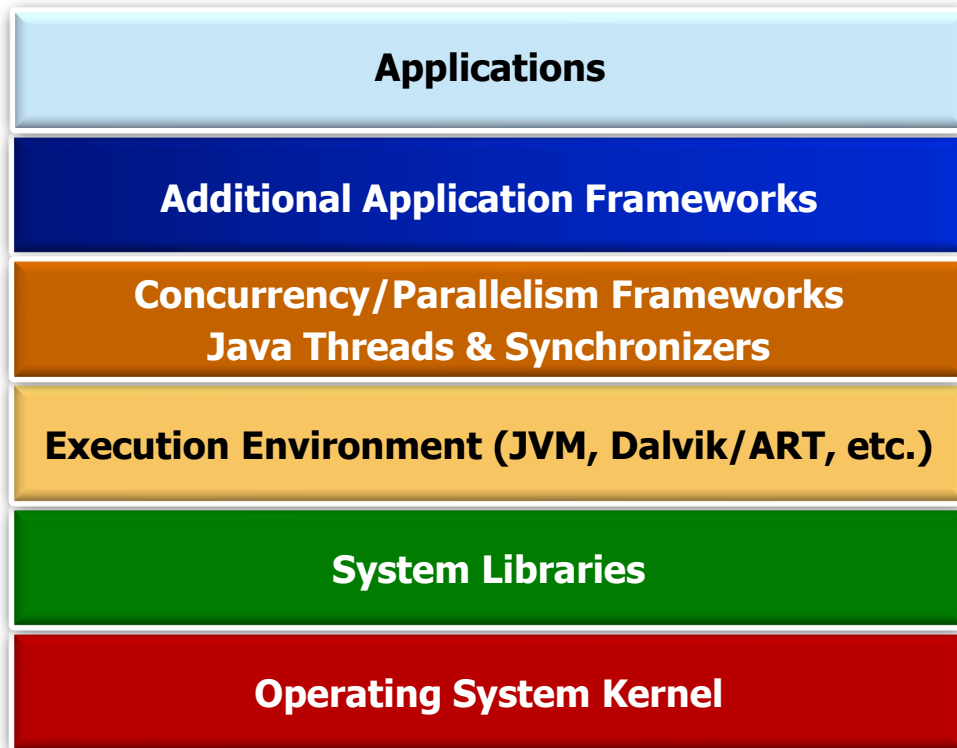 Applications
Additional Application Frameworks
Concurrency/Parallelism Frameworks
Java Threads & Synchronizers
Execution Environment (JVM, Dalvik/ART, etc.)
System Libraries
Operating System Kernel